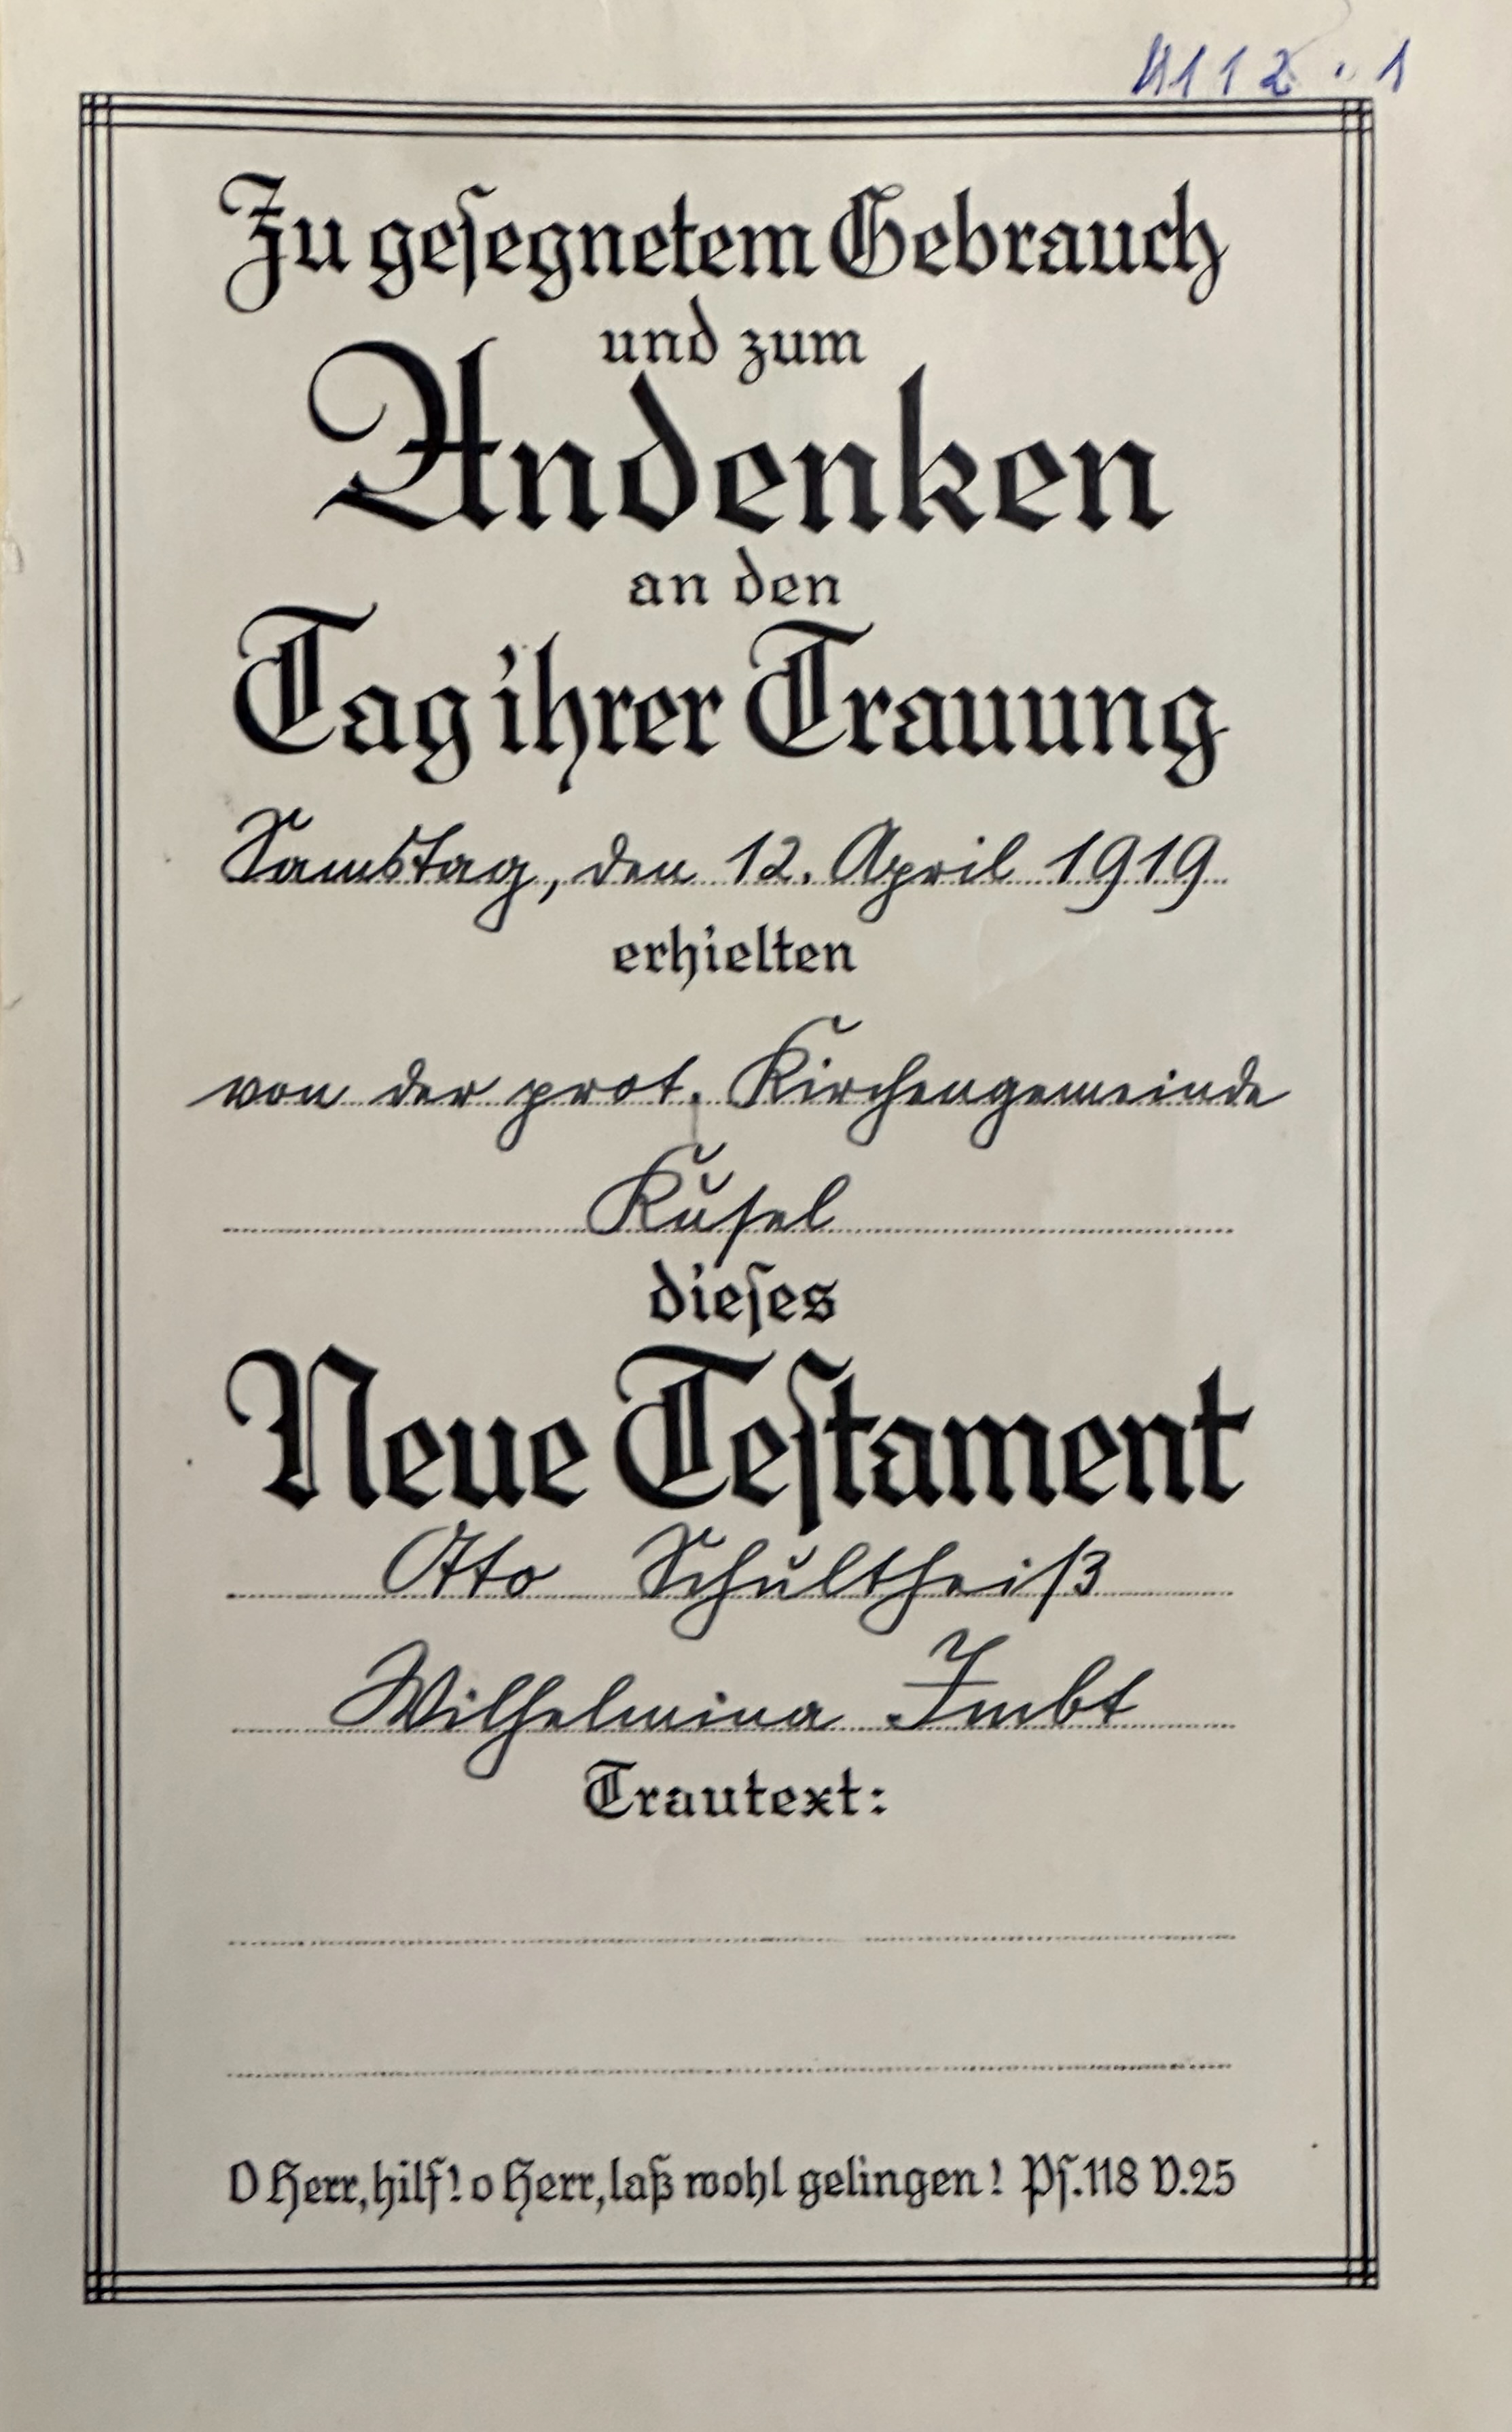 4112.1
Zu gesegnetem Gebrauch
und zum
Andenken
an den
Tag ihrer Trauung
Samstag, den 12. April 1919
erhielten
von der prot. Kirchengemeinde
Kusel
dieses
Neue Testament
Otto Schultheiß
Wilhelmina Imbt
Trautext:
O Herr, hilf! o Herr, laß wohl gelingen! Ps. 118 V. 25